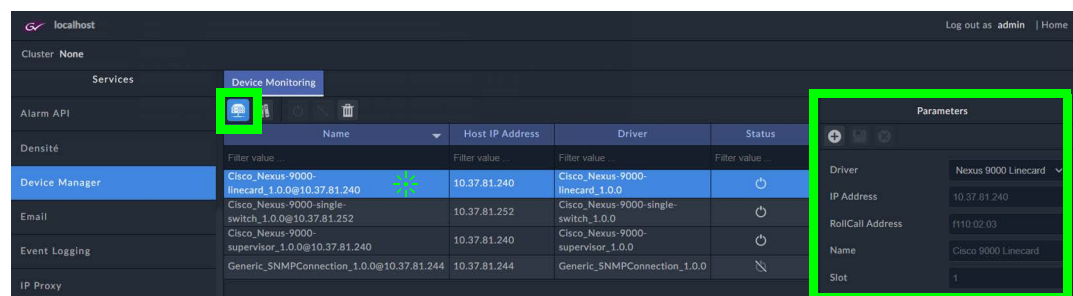 localhost
Log out as admin | Home
Cluster None
Services
Alarm API
Densité
Device Manager
Email
Event Logging
IP Proxy
Device Monitoring
Name Host IP Address Driver Status
Filter value ... Filter value ... Filter value ... Filter value ...
Cisco_Nexus-9000-
linecard_1.0.0@10.37.81.240
10.37.81.240
Cisco_Nexus-9000-
linecard_1.0.0
Cisco_Nexus-9000-single-
switch_1.0.0@10.37.81.252
10.37.81.252
Cisco_Nexus-9000-single-
switch_1.0.0
Cisco_Nexus-9000-
supervisor_1.0.0@10.37.81.240
10.37.81.240
Cisco_Nexus-9000-
supervisor_1.0.0
Generic_SNMPConnection_1.0.0@10.37.81.244 10.37.81.244 Generic_SNMPConnection_1.0.0
Parameters
Driver Nexus 9000 Linecard
IP Address 10.37.81.240
RollCall Address f110:02:03
Name Cisco 9000 Linecard
Slot 1